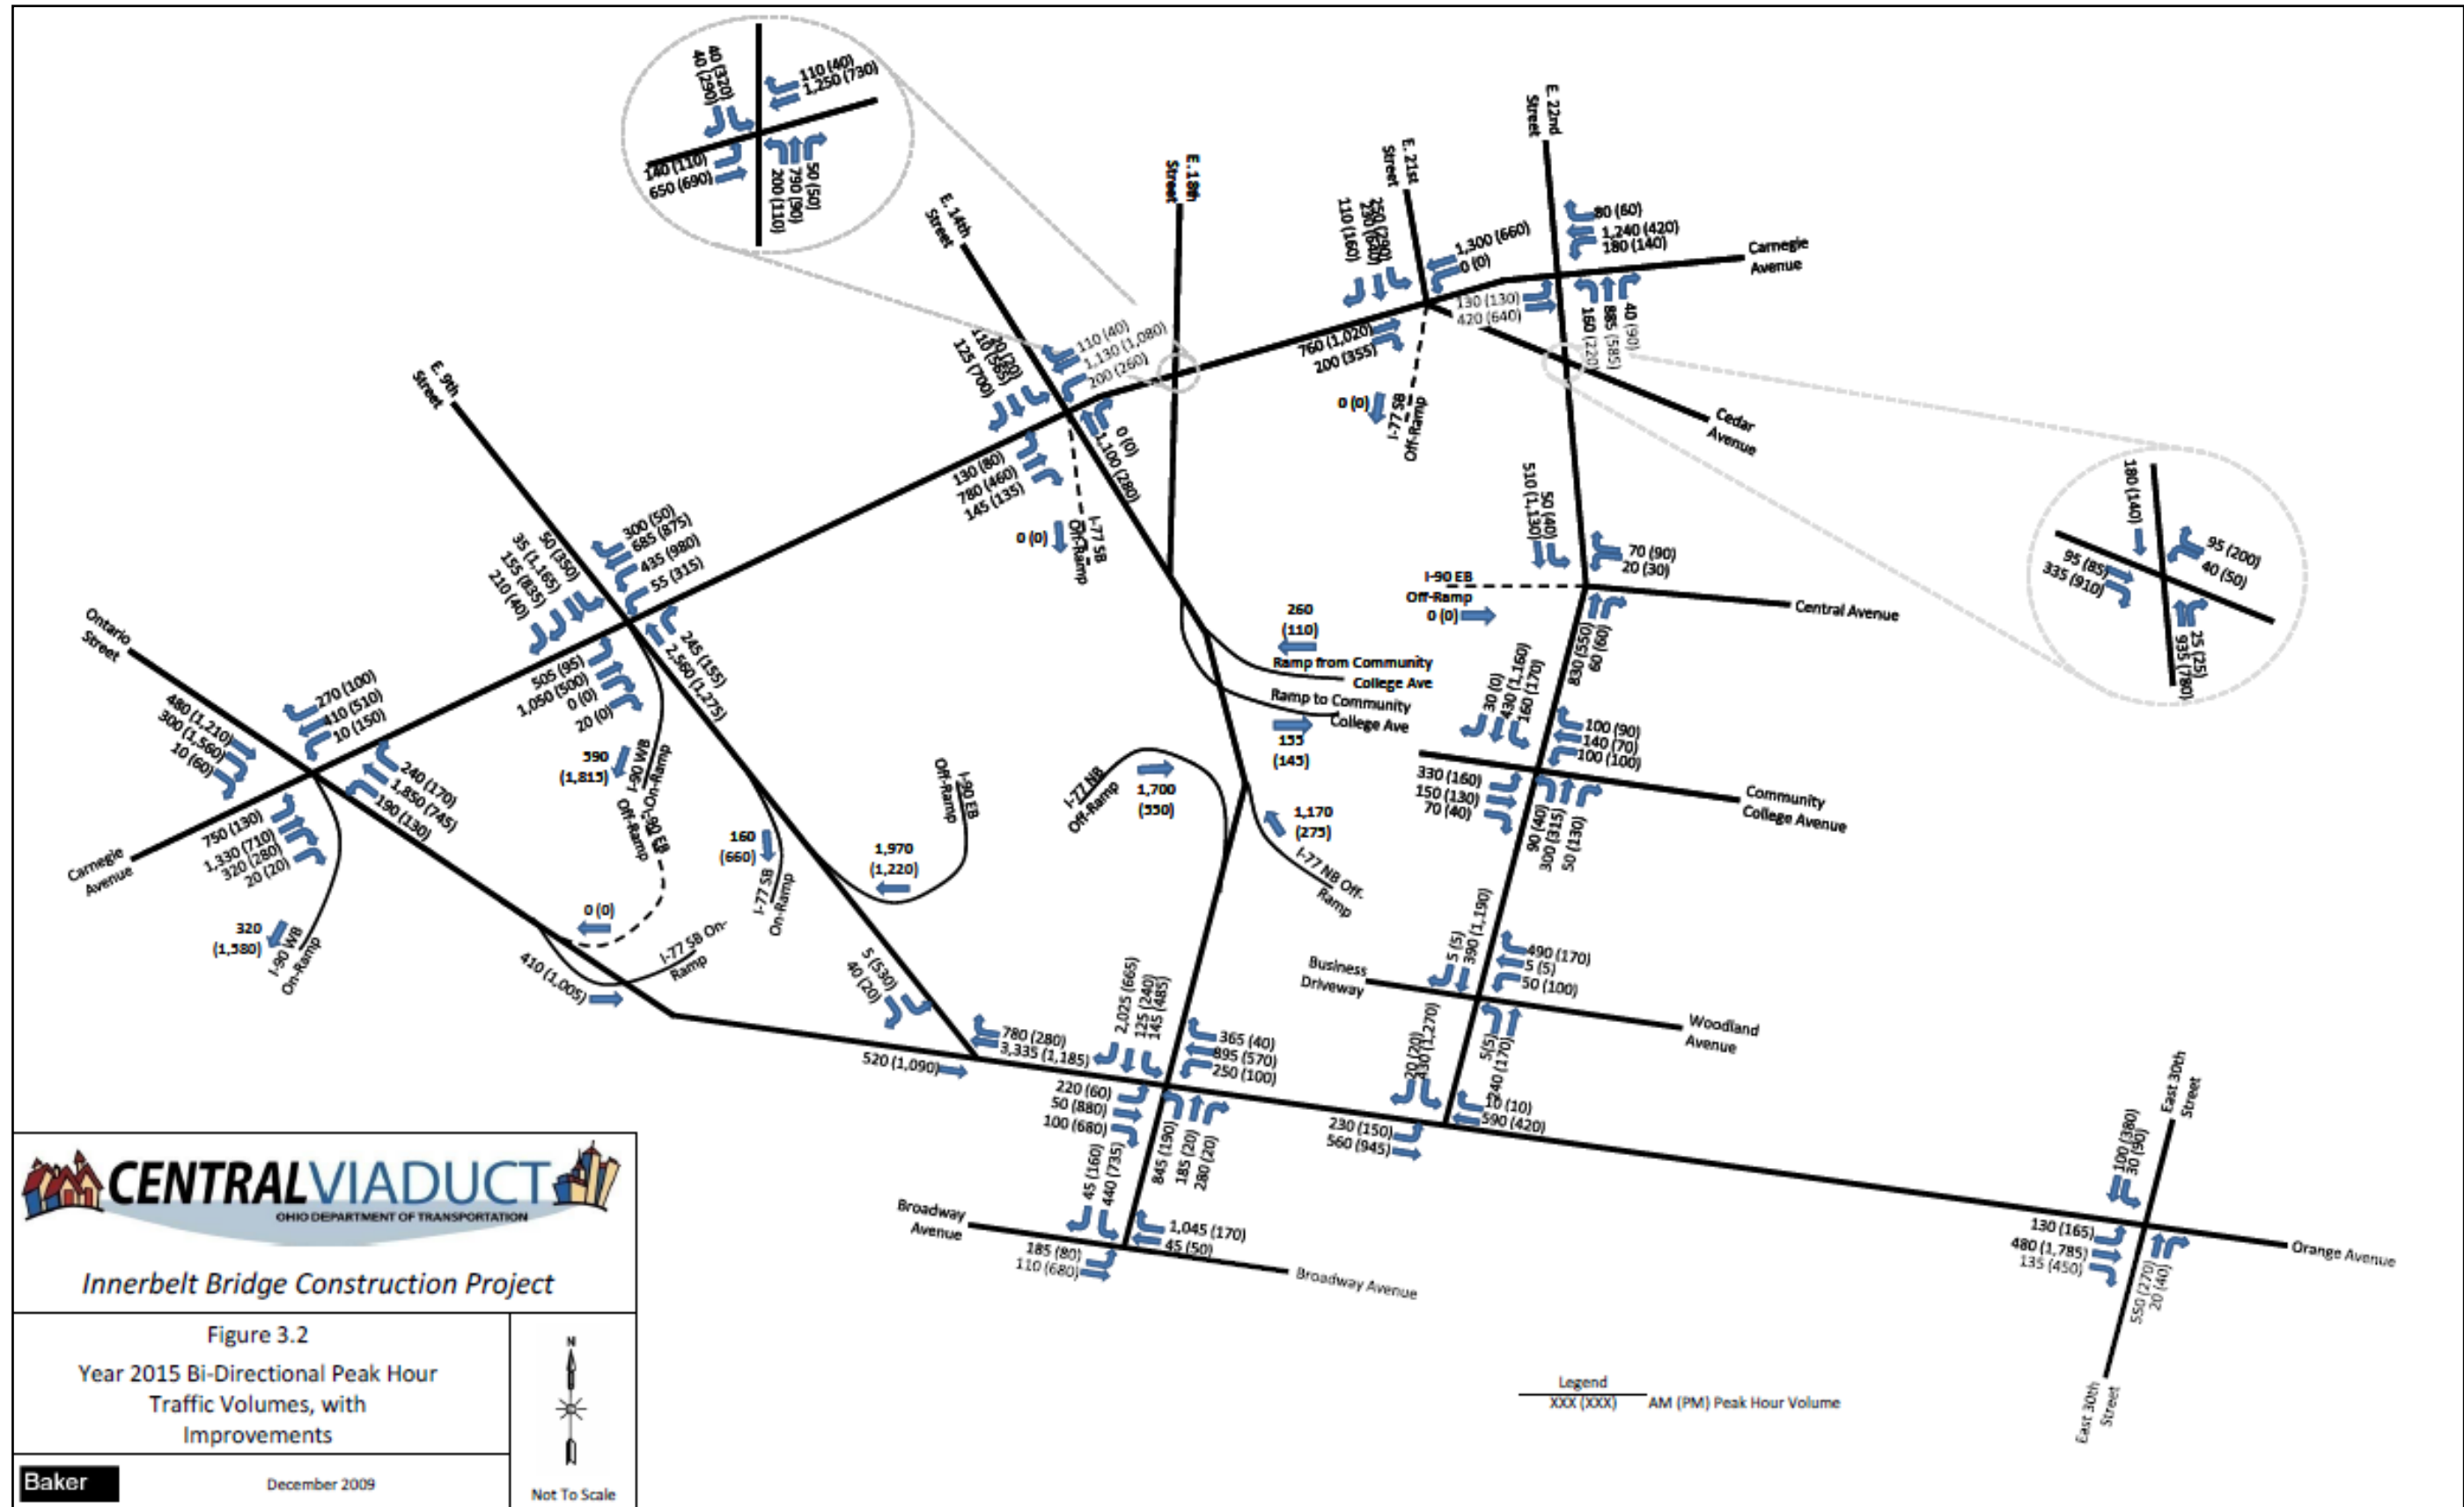 40 (320)
40 (290)
110 (40)
1,250 (730)
140 (110)
650 (690)
50 (50)
790 (90)
200 (110)
E. 14th
Street
E. 18th
Street
E. 21st
Street
E. 22nd
Street
80 (60)
1,240 (420)
180 (140)
Carnegie
Avenue
110 (160)
1,300 (660)
0 (0)
130 (130)
420 (640)
40 (90)
885 (585)
160 (220)
760 (1,020)
200 (355)
0 (0)
I-77 SB
Off-Ramp
Cedar
Avenue
110 (40)
1,130 (1,080)
200 (260)
125 (700)
130 (80)
780 (460)
145 (135)
0 (0)
1,100 (280)
0 (0)
I-77 SB
Off-Ramp
E. 9th
Street
50 (350)
35 (1,165)
155 (835)
210 (40)
300 (50)
685 (875)
435 (980)
55 (315)
505 (95)
1,050 (500)
0 (0)
20 (0)
245 (155)
2,560 (1,275)
590
(1,815)
I-90 WB
On-Ramp
I-90 EB
Off-Ramp
0 (0)
Ontario
Street
480 (1,210)
300 (1,560)
10 (60)
270 (100)
410 (510)
10 (150)
240 (170)
1,850 (745)
190 (130)
750 (130)
1,330 (710)
320 (280)
20 (20)
Carnegie
Avenue
320
(1,580)
I-90 WB
On-Ramp
410 (1,005)
I-77 SB On-
Ramp
160
(660)
I-77 SB
On-Ramp
1,970
(1,220)
I-90 EB
Off-Ramp
260
(110)
Ramp from Community
College Ave
Ramp to Community
College Ave
155
(145)
I-77 NB
Off-Ramp
1,700
(550)
1,170
(275)
I-77 NB Off-
Ramp
510 (1,130)
50 (40)
70 (90)
20 (30)
I-90 EB
Off-Ramp
0 (0)
Central Avenue
830 (550)
60 (60)
180 (140)
95 (200)
40 (50)
95 (85)
335 (910)
25 (25)
935 (780)
30 (0)
430 (1,160)
160 (170)
100 (90)
140 (70)
100 (100)
330 (160)
150 (130)
70 (40)
90 (40)
300 (315)
50 (130)
Community
College Avenue
5 (5)
390 (1,190)
490 (170)
5 (5)
50 (100)
Business
Driveway
Woodland
Avenue
5(5)
240 (170)
20 (20)
430 (1,270)
10 (10)
590 (420)
230 (150)
560 (945)
5 (530)
40 (20)
780 (280)
3,335 (1,185)
520 (1,090)
2,025 (665)
125 (240)
145 (485)
365 (40)
895 (570)
250 (100)
220 (60)
50 (880)
100 (680)
845 (190)
185 (20)
280 (20)
45 (160)
440 (735)
1,045 (170)
45 (50)
185 (80)
110 (680)
Broadway
Avenue
Broadway Avenue
East 30th
Street
100 (380)
30 (90)
130 (165)
480 (1,785)
135 (450)
550 (270)
20 (40)
Orange Avenue
East 30th
Street
CENTRALVIADUCT
OHIO DEPARTMENT OF TRANSPORTATION
Innerbelt Bridge Construction Project
Figure 3.2
Year 2015 Bi-Directional Peak Hour
Traffic Volumes, with
Improvements
Baker
December 2009
N
Not To Scale
Legend
XXX (XXX) AM (PM) Peak Hour Volume